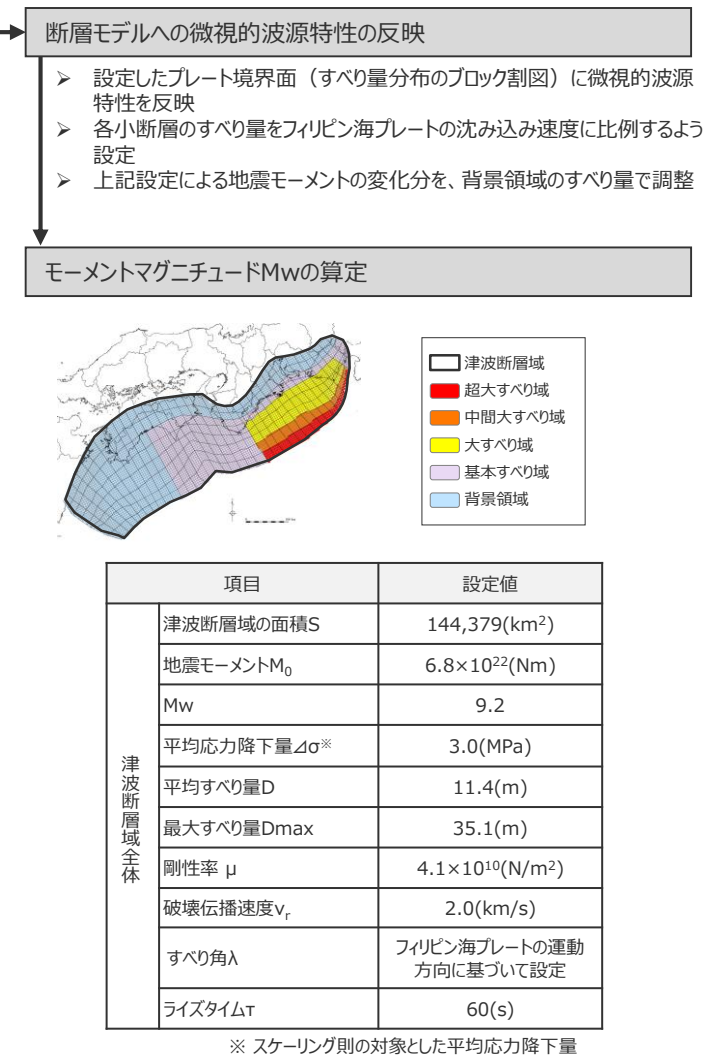 断層モデルへの微視的波源特性の反映
➢ 設定したプレート境界面（すべり量分布のブロック割図）に微視的波源
特性を反映
➢ 各小断層のすべり量をフィリピン海プレートの沈み込み速度に比例するよう
設定
➢ 上記設定による地震モーメントの変化分を、背景領域のすべり量で調整
モーメントマグニチュードMwの算定
津波断層域
超大すべり域
中間大すべり域
大すべり域
基本すべり域
背景領域
項目 設定値
津波断層域全体
津波断層域の面積S 144,379(km²)
地震モーメントM₀ 6.8×10²²(Nm)
Mw 9.2
平均応力降下量⊿σ※ 3.0(MPa)
平均すべり量D 11.4(m)
最大すべり量Dmax 35.1(m)
剛性率 μ 4.1×10¹⁰(N/m²)
破壊伝播速度vᵣ 2.0(km/s)
すべり角λ フィリピン海プレートの運動
方向に基づいて設定
ライズタイムτ 60(s)
※ スケーリング則の対象とした平均応力降下量